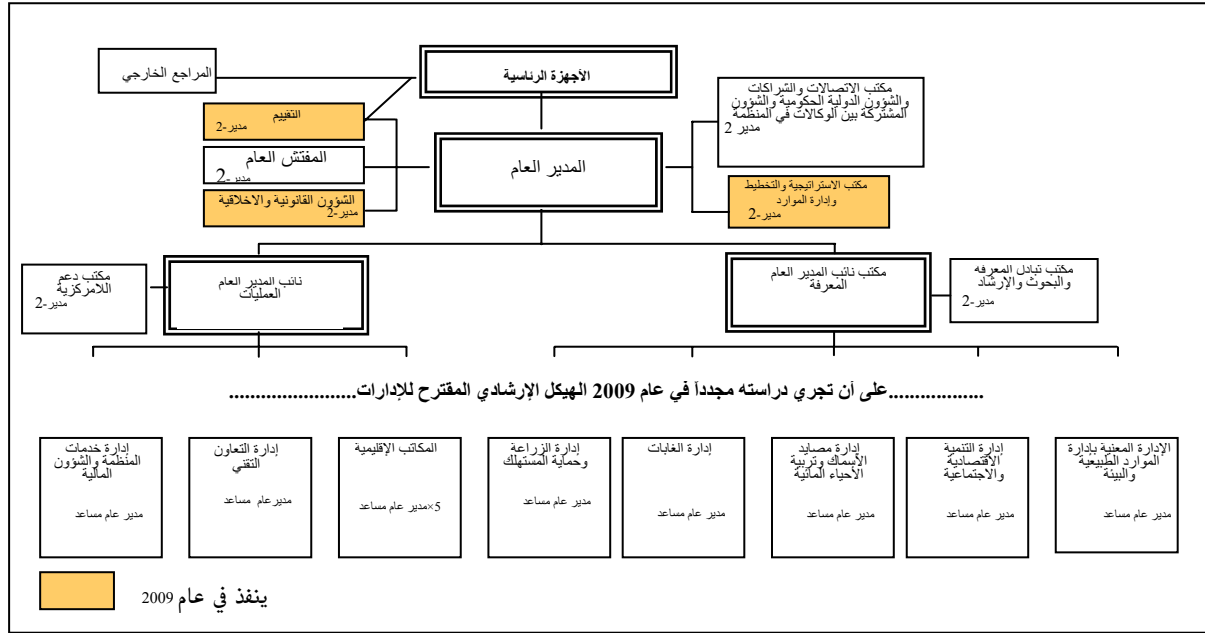 الأجهزة الرئاسية
المراجع الخارجي
مكتب الاتصالات والشراكات
والشؤون الدولية الحكومية والشؤون
المشتركة بين الوكالات في المنظمة
مدير 2
التقييم
مدير-2
المفتش العام
مدير-2
الشؤون القانونية والاخلاقية
مدير-2
المدير العام
مكتب الاستراتيجية والتخطيط
وإدارة الموارد
مدير-2
مكتب تبادل المعرفه
والبحوث والإرشاد
مدير-2
مكتب نائب المدير العام
المعرفة
نائب المدير العام
العمليات
مكتب دعم
اللامركزية
مدير-2
..................على أن تجري دراسته مجدداً في عام 2009 الهيكل الإرشادي المقترح للإدارات........................
الإدارة المعنية بإدارة
الموارد الطبيعية
والبيئة
مدير عام مساعد
إدارة التنمية
الاقتصادية
والاجتماعية
مدير عام مساعد
إدارة مصايد
الأسماك وتربية
الأحياء المائية
مدير عام مساعد
إدارة الغابات
مدير عام مساعد
إدارة الزراعة
وحماية المستهلك
مدير عام مساعد
المكاتب الإقليمية
5×مدير عام مساعد
إدارة التعاون
التقني
مديرعام مساعد
إدارة خدمات
المنظمة والشؤون
المالية
مدير عام مساعد
ينفذ في عام 2009